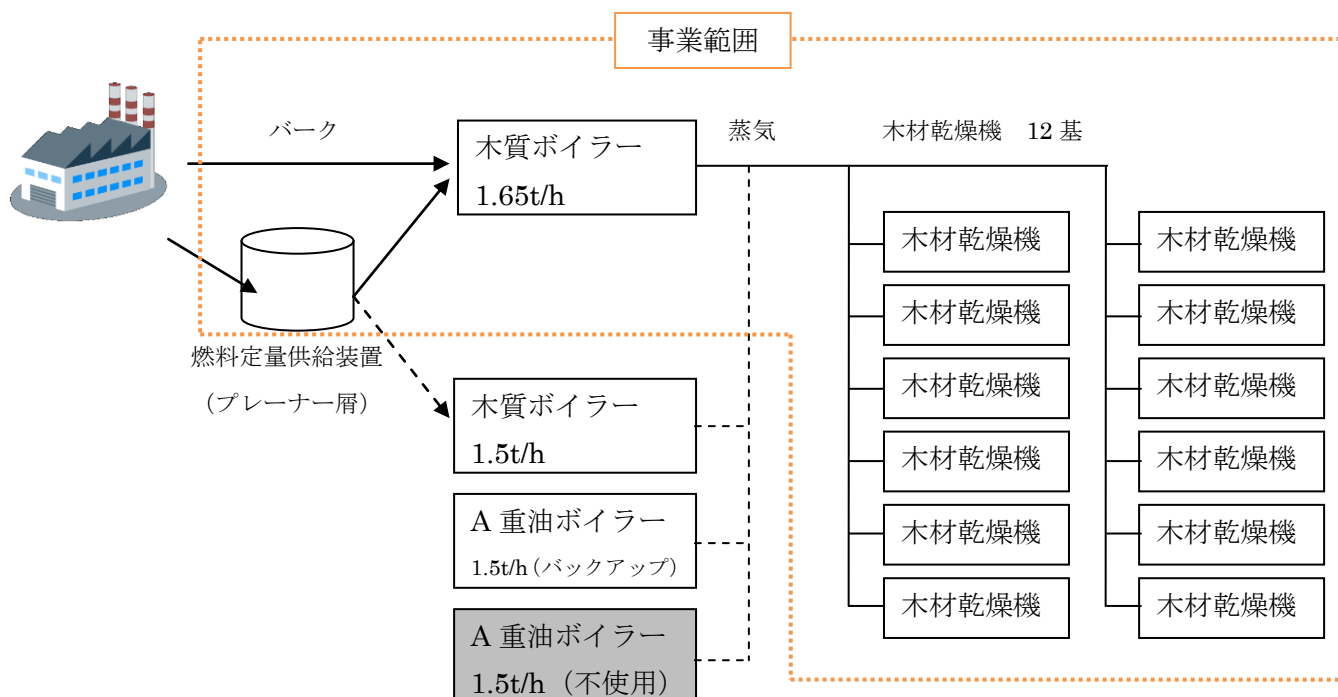 事業範囲
バーク
木質ボイラー
1.65t/h
蒸気
木材乾燥機 12基
燃料定量供給装置
(プレーナー屑)
木質ボイラー
1.5t/h
A 重油ボイラー
1.5t/h(バックアップ)
A 重油ボイラー
1.5t/h(不使用)
木材乾燥機
木材乾燥機
木材乾燥機
木材乾燥機
木材乾燥機
木材乾燥機
木材乾燥機
木材乾燥機
木材乾燥機
木材乾燥機
木材乾燥機
木材乾燥機